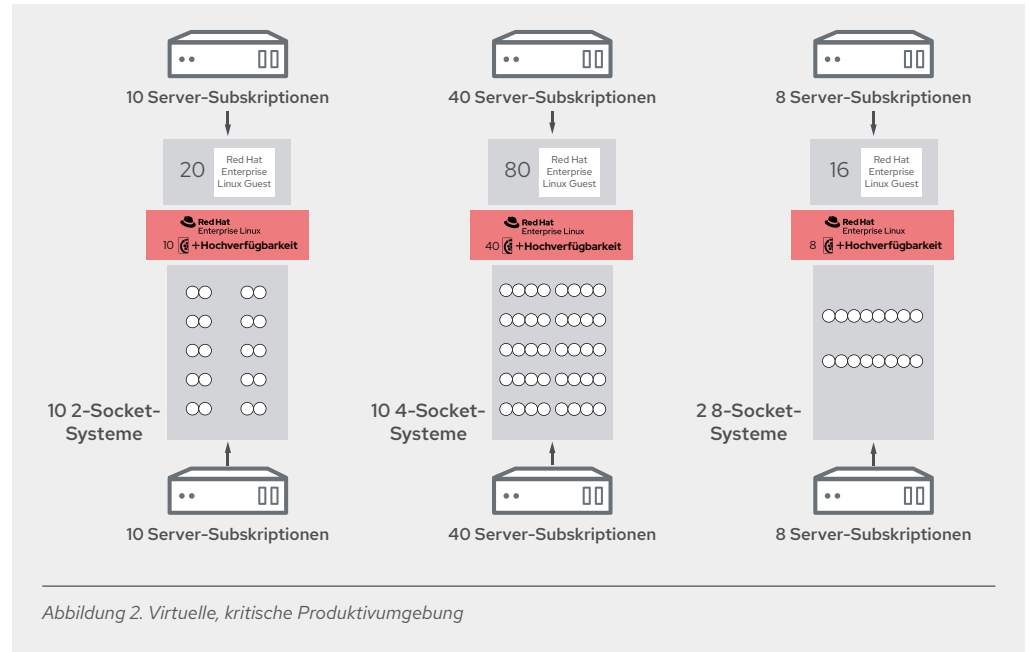 10 Server-Subskriptionen
20
Red Hat
Enterprise
Linux Guest
Red Hat
Enterprise Linux
10 +Hochverfügbarkeit
10 2-Socket-
Systeme
10 Server-Subskriptionen
40 Server-Subskriptionen
80
Red Hat
Enterprise
Linux Guest
Red Hat
Enterprise Linux
40 +Hochverfügbarkeit
10 4-Socket-
Systeme
40 Server-Subskriptionen
8 Server-Subskriptionen
16
Red Hat
Enterprise
Linux Guest
Red Hat
Enterprise Linux
8 +Hochverfügbarkeit
2 8-Socket-
Systeme
8 Server-Subskriptionen
Abbildung 2. Virtuelle, kritische Produktivumgebung